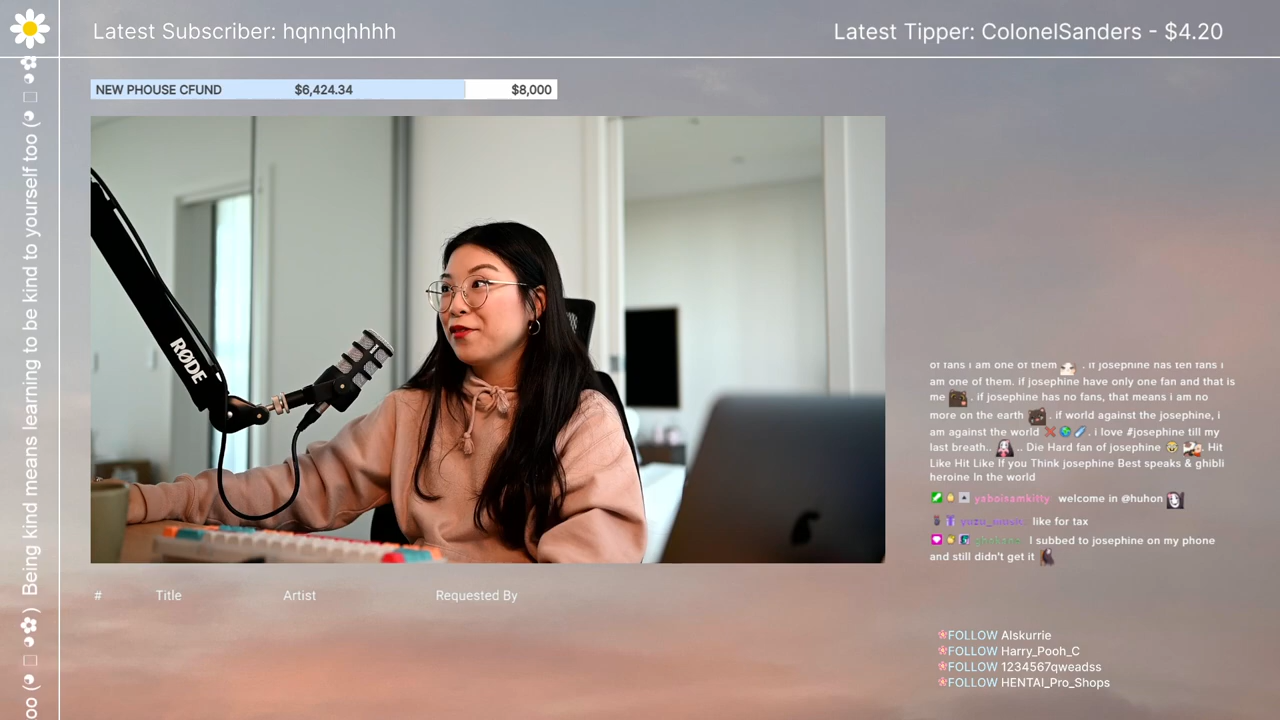 Latest Subscriber: hqnnqhhhh
Latest Tipper: ColonelSanders - $4.20
NEW PHOUSE CFUND $6,424.34 $8,000
oo ( Being kind means learning to be kind to yourself too (
RØDE
of fans i am one of them . if josephine has ten fans i
am one of them. if josephine have only one fan and that is
me . if josephine has no fans, that means i am no
more on the earth . if world against the josephine, i
am against the world ❌🌍 . i love #josephine till my
last breath.. .. Die Hard fan of josephine . Hit
Like Hit Like If you Think josephine Best speaks & ghibli
heroine In the world
yaboisamkitty: welcome in @huhon
like for tax
I subbed to josephine on my phone
and still didn't get it
# Title Artist Requested By
FOLLOW Alskurrie
FOLLOW Harry_Pooh_C
FOLLOW 1234567qweadss
FOLLOW HENTAI_Pro_Shops